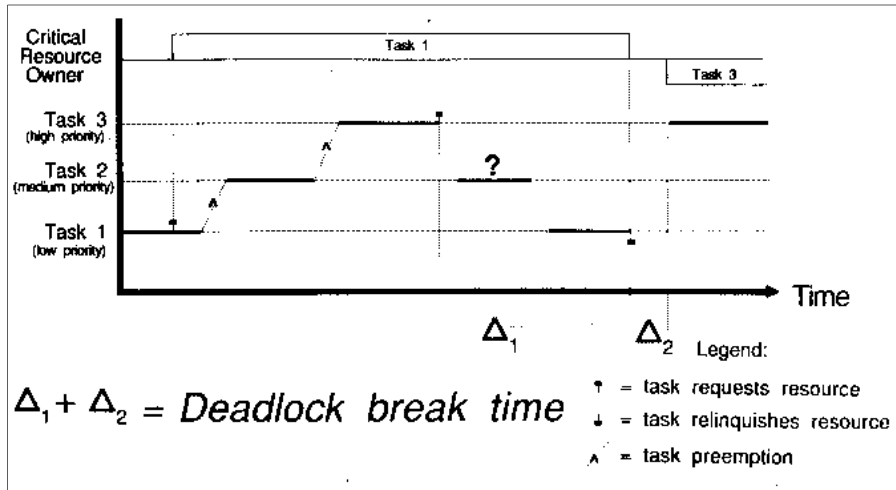 Critical
Resource
Owner
Task 1
Task 3
Task 3
(high priority)
Task 2
(medium priority)
?
Task 1
(low priority)
Time
Δ₁
Δ₂
Legend:
Δ₁ + Δ₂ = Deadlock break time
= task requests resource
= task relinquishes resource
^ = task preemption